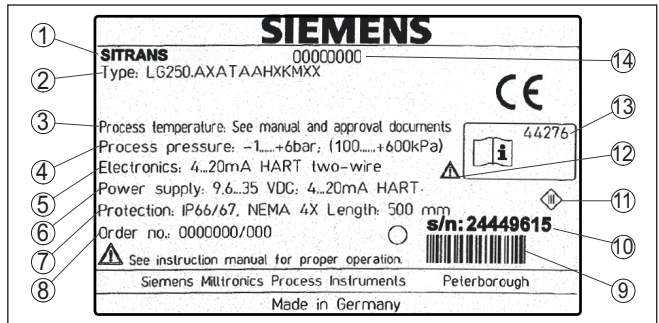 SIEMENS
1 SITRANS 00000000 14
2 Type: LG250.AXATAAHXKMXX
CE
13
3 Process temperature: See manual and approval documents 44276
4 Process pressure: -1......+6bar; (100......+600kPa)
i
12
5 Electronics: 4...20mA HART two-wire
6 Power supply: 9,6...35 VDC; 4...20mA HART.
11
7 Protection: IP66/67, NEMA 4X Length: 500 mm
s/n: 24449615 10
8 Order no.: 0000000/000
See instruction manual for proper operation.
9
Siemens Milltronics Process Instruments Peterborough
Made in Germany